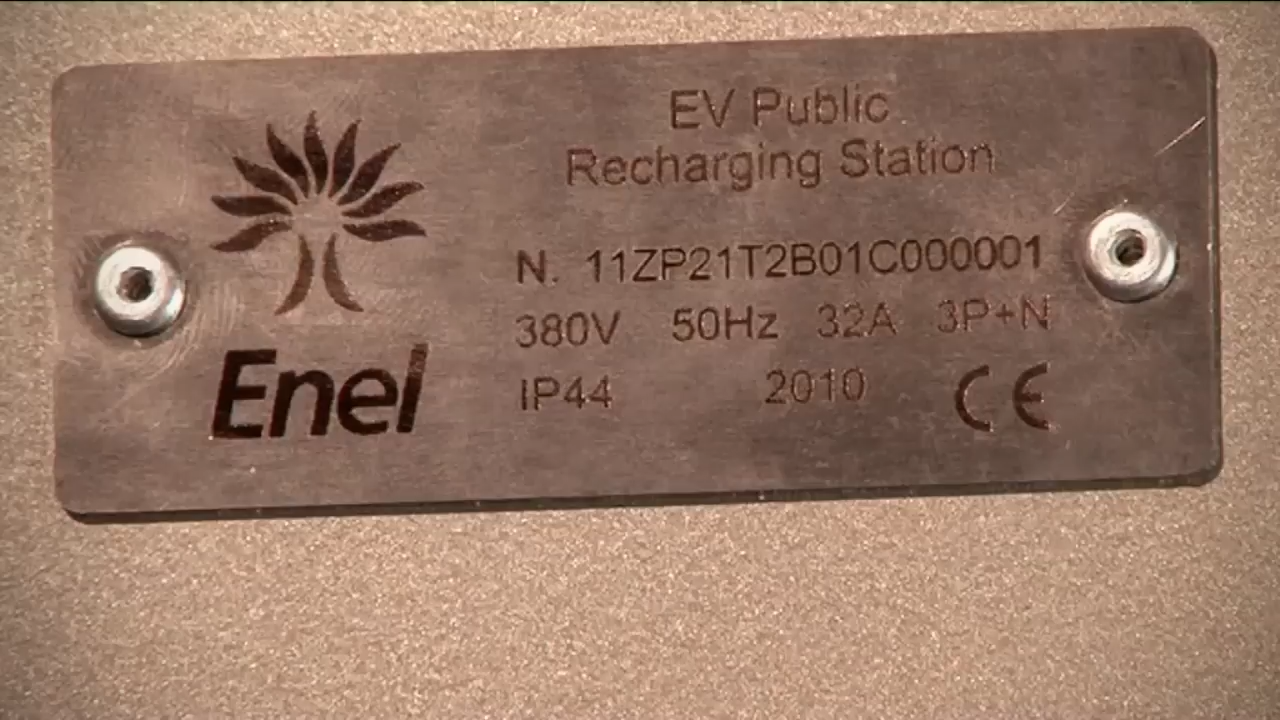 EV Public
Recharging Station
N. 11ZP21T2B01C000001
380V 50Hz 32A 3P+N
IP44 2010 CE
Enel